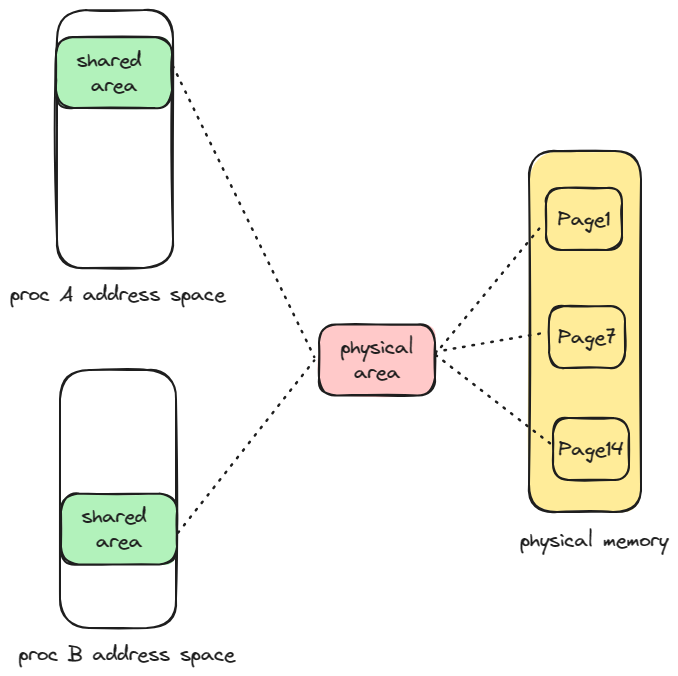 shared
area
proc A address space
physical
area
Page1
Page7
Page14
physical memory
shared
area
proc B address space